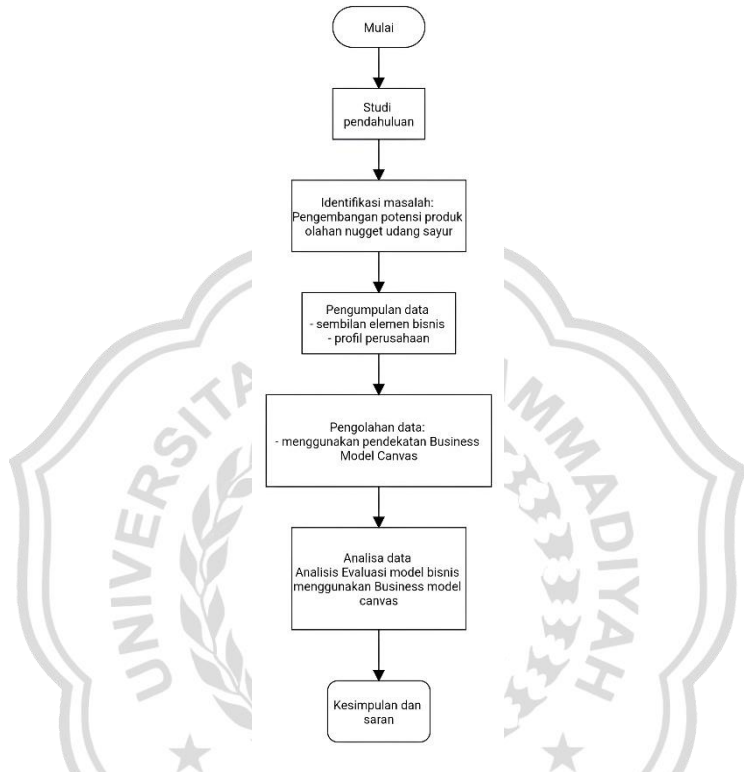 Mulai
Studi
pendahuluan
Identifikasi masalah:
Pengembangan potensi produk
olahan nugget udang sayur
Pengumpulan data
- sembilan elemen bisnis
- profil perusahaan
Pengolahan data:
- menggunakan pendekatan Business
Model Canvas
Analisa data
Analisis Evaluasi model bisnis
menggunakan Business model
canvas
Kesimpulan dan
saran